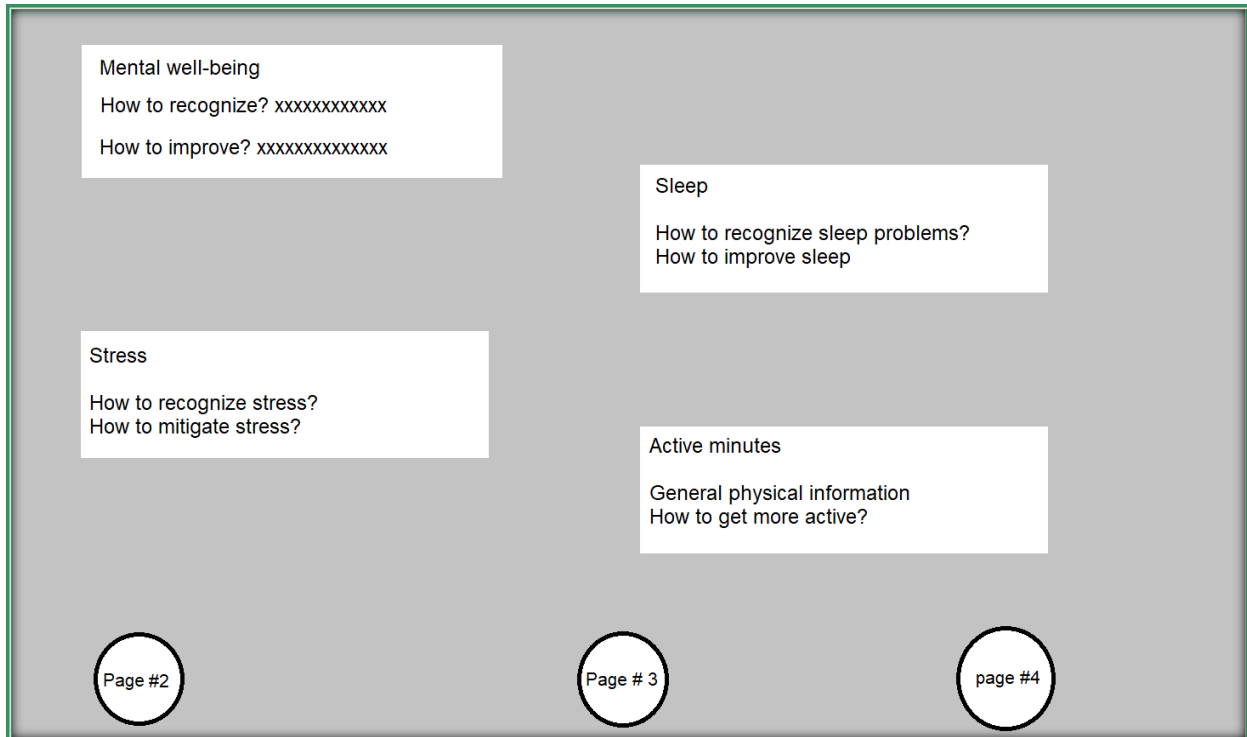 Mental well-being
How to recognize? xxxxxxxxxxxx
How to improve? xxxxxxxxxxxxxx
Sleep
How to recognize sleep problems?
How to improve sleep
Stress
How to recognize stress?
How to mitigate stress?
Active minutes
General physical information
How to get more active?
Page #2
Page # 3
page #4